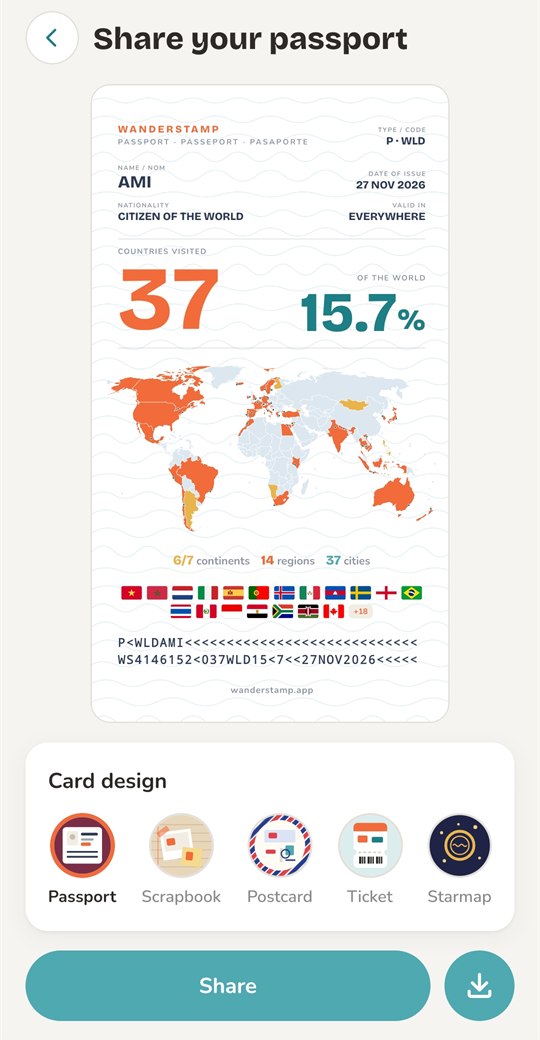 Share your passport
WANDERSTAMP
PASSPORT · PASSEPORT · PASAPORTE
TYPE / CODE
P · WLD
NAME / NOM
AMI
DATE OF ISSUE
27 NOV 2026
NATIONALITY
CITIZEN OF THE WORLD
VALID IN
EVERYWHERE
COUNTRIES VISITED
37
OF THE WORLD
15.7%
6/7 continents 14 regions 37 cities
+18
P<WLDAMI<<<<<<<<<<<<<<<<<<<<<<<<<<<<
WS4146152<037WLD15<7<<27NOV2026<<<<<
wanderstamp.app
Card design
Passport Scrapbook Postcard Ticket Starmap
Share